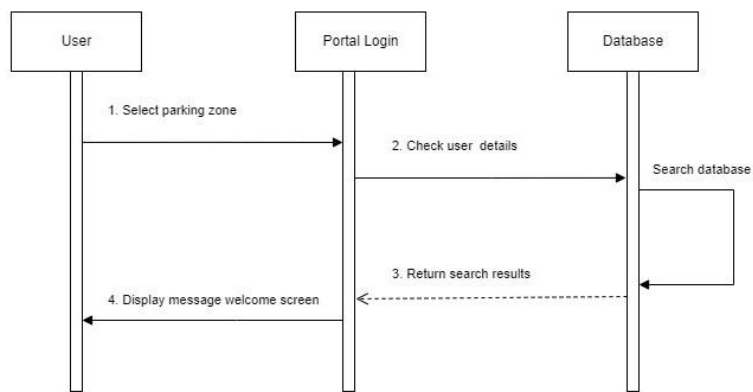 User
Portal Login
Database
1. Select parking zone
2. Check user details
Search database
3. Return search results
4. Display message welcome screen